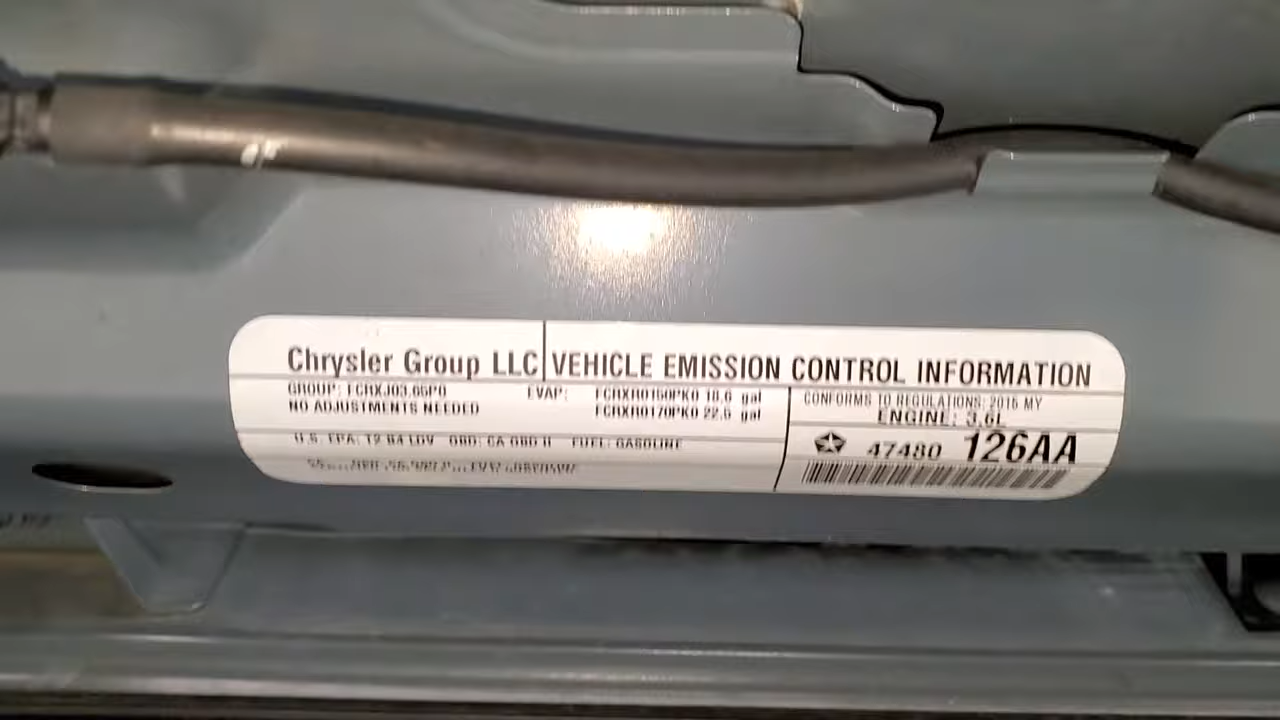 Chrysler Group LLC VEHICLE EMISSION CONTROL INFORMATION
GROUP: FCRXJ03.65P0 EVAP: FCRXR0150PK0 18.6 gal
NO ADJUSTMENTS NEEDED FCRXR0170PK0 22.5 gal
CONFORMS TO REGULATIONS: 2015 MY
ENGINE: 3.6L
U.S. EPA: T2 B4 LDV OBD: CA OBD II FUEL: GASOLINE
47480 126AA